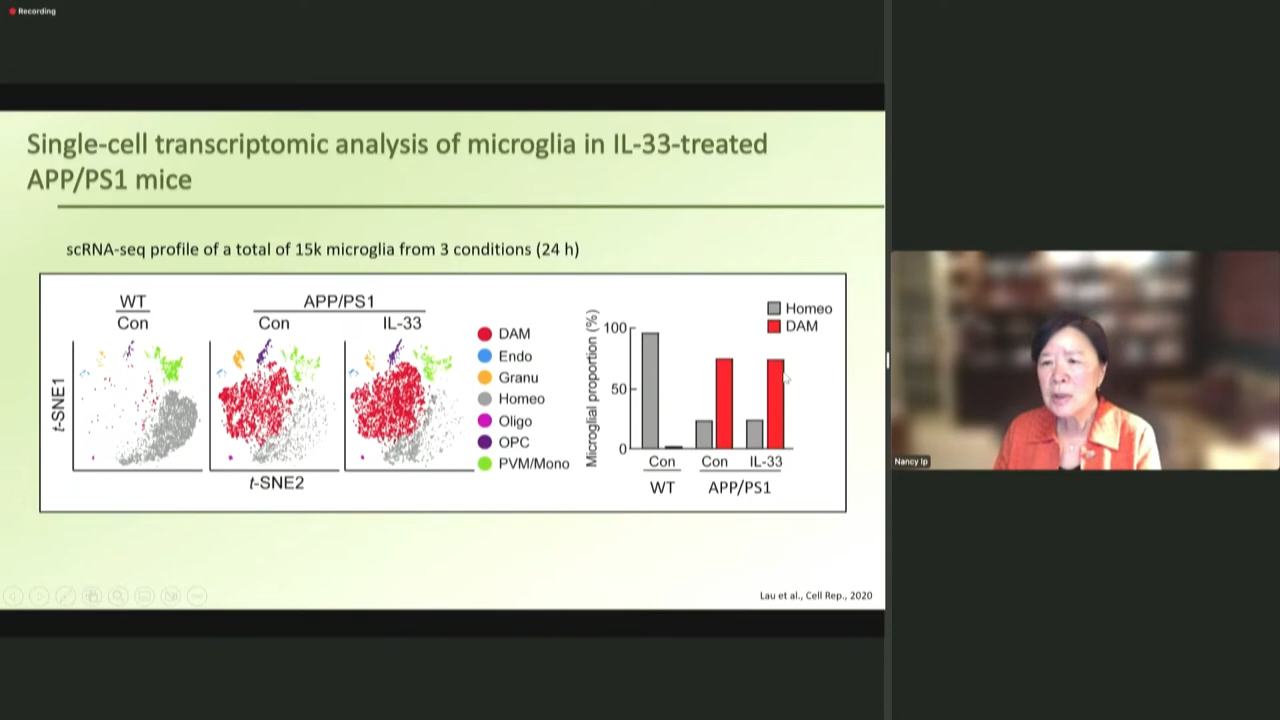 Recording
Single-cell transcriptomic analysis of microglia in IL-33-treated
APP/PS1 mice
scRNA-seq profile of a total of 15k microglia from 3 conditions (24 h)
WT
Con
APP/PS1
Con
IL-33
t-SNE1
t-SNE2
DAM
Endo
Granu
Homeo
Oligo
OPC
PVM/Mono
Microglial proportion (%)
100
50
0
Homeo
DAM
Con
Con
IL-33
WT
APP/PS1
Lau et al., Cell Rep., 2020
Nancy Ip